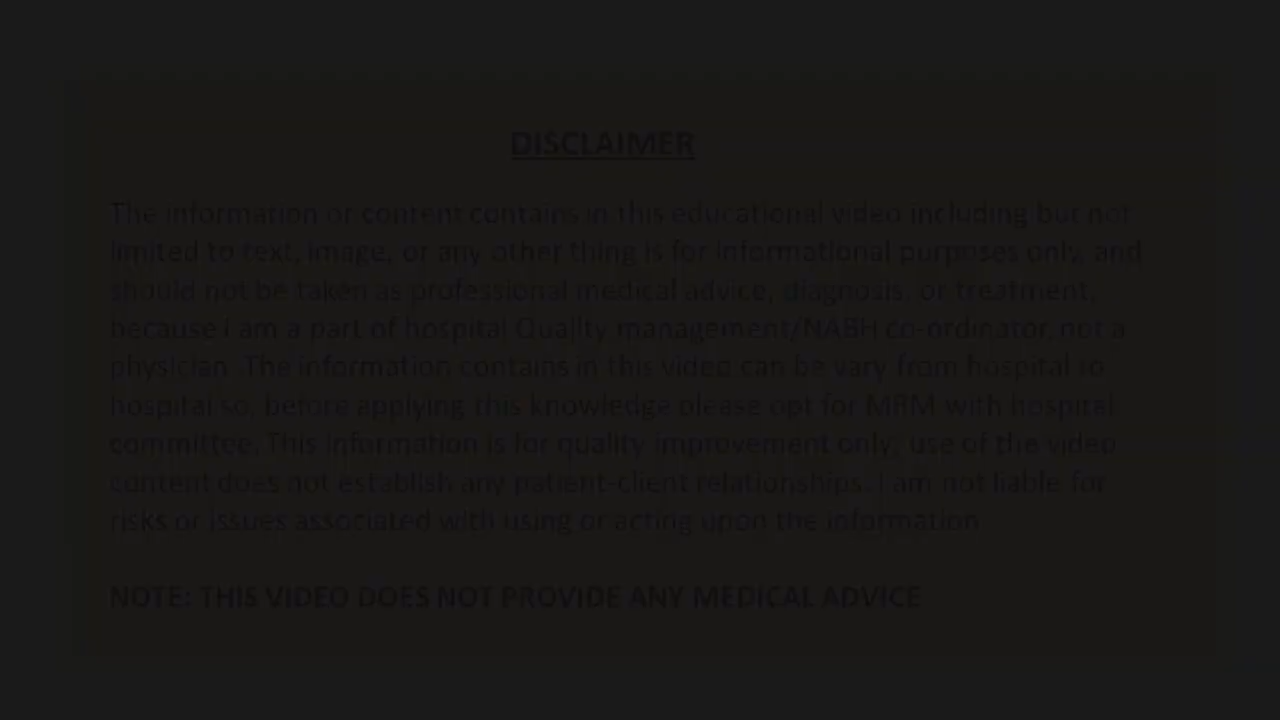 DISCLAIMER
The information or content contains in this educational video including but not
limited to text, image, or any other thing is for informational purposes only, and
should not be taken as professional medical advice, diagnosis, or treatment,
because I am a part of hospital Quality management/NABH co-ordinator, not a
physician. The information contains in this video can be vary from hospital to
hospital so, before applying this knowledge please opt for MRM with hospital
committee. This information is for quality improvement only, use of the video
content does not establish any patient-client relationships. I am not liable for
risks or issues associated with using or acting upon the information
NOTE: THIS VIDEO DOES NOT PROVIDE ANY MEDICAL ADVICE